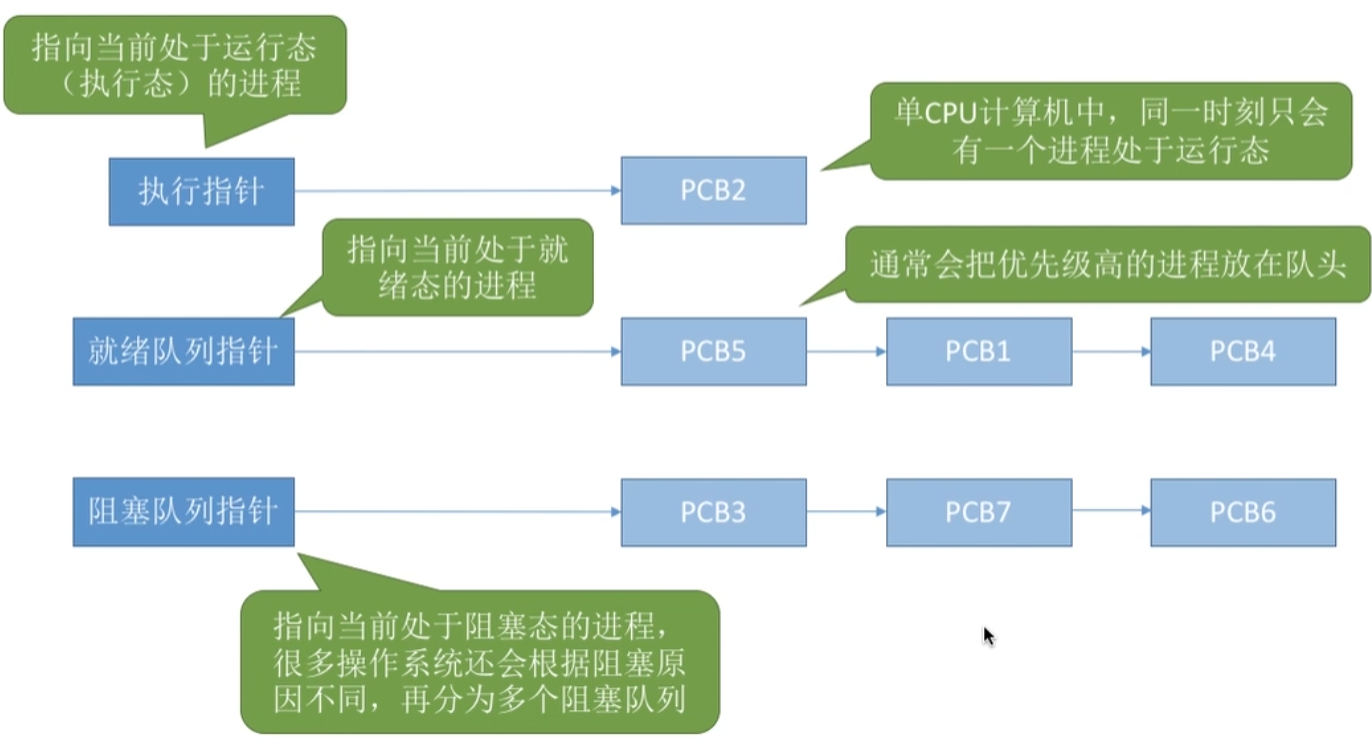 指向当前处于运行态
（执行态）的进程
单CPU计算机中，同一时刻只会
有一个进程处于运行态
执行指针
PCB2
指向当前处于就
绪态的进程
通常会把优先级高的进程放在队头
就绪队列指针
PCB5
PCB1
PCB4
阻塞队列指针
PCB3
PCB7
PCB6
指向当前处于阻塞态的进程，
很多操作系统还会根据阻塞原
因不同，再分为多个阻塞队列